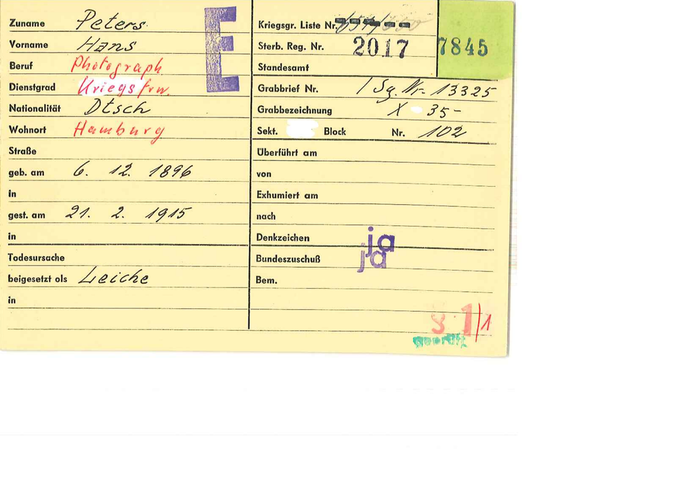 Zuname Peters
Vorname Hans
Beruf Photograph
Dienstgrad Kriegsfrw.
Nationalität Dtsch
Wohnort Hamburg
Straße
geb. am 6. 12. 1896
in
gest. am 21. 2. 1915
in
Todesursache
beigesetzt als Leiche
in
E
Kriegsgr. Liste Nr.
Sterb. Reg. Nr. 2017 7845
Standesamt
Grabbrief Nr. / Sg. Nr. 13325
Grabbezeichnung X 35-
Sekt. Block Nr. 102
Überführt am
von
Exhumiert am
nach
Denkzeichen ja
Bundeszuschuß ja
Bem.
S 1/1
geprüft